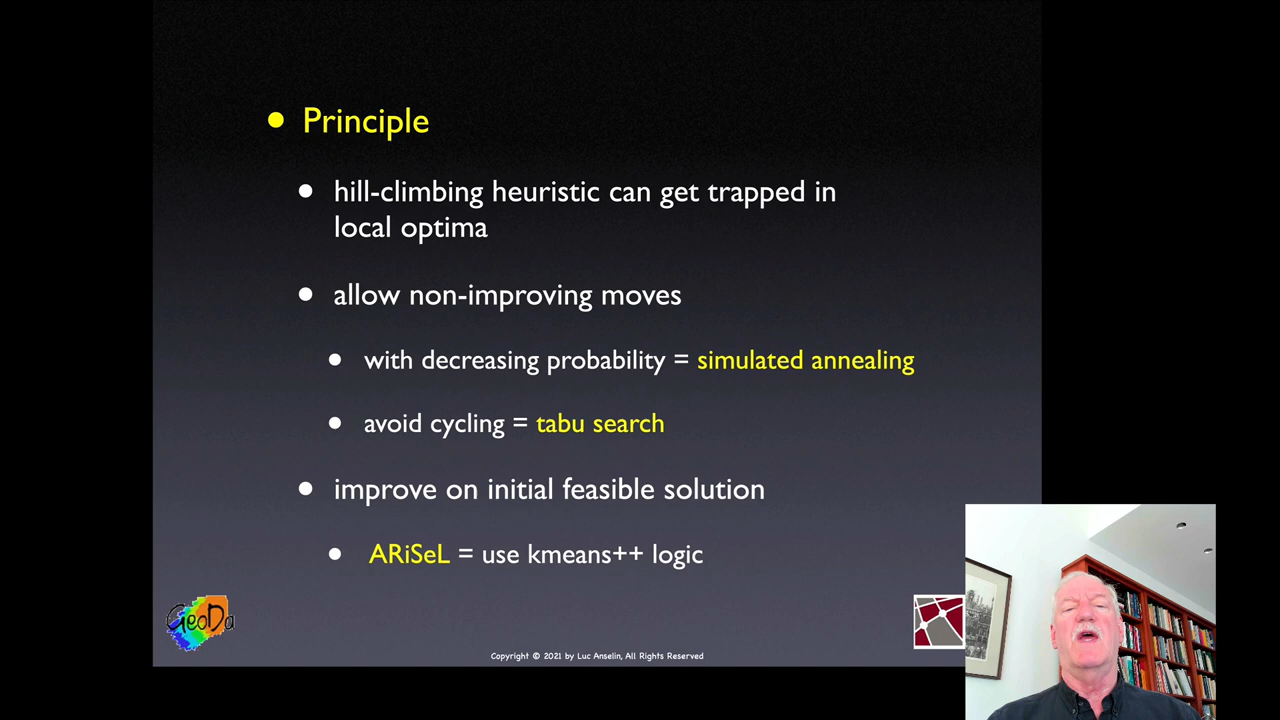 Principle
hill-climbing heuristic can get trapped in
local optima
allow non-improving moves
with decreasing probability = simulated annealing
avoid cycling = tabu search
improve on initial feasible solution
ARiSeL = use kmeans++ logic
GeoDa
Copyright © 2021 by Luc Anselin, All Rights Reserved